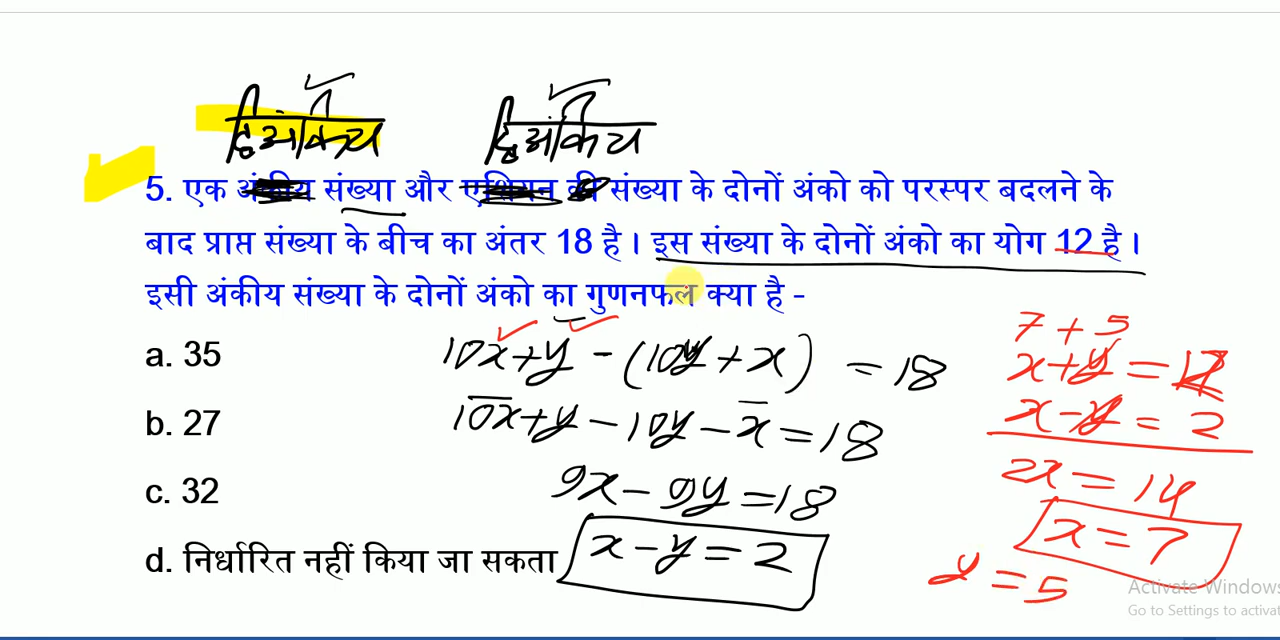 द्विअंकिय द्विअंकिय
5. एक अंकीय संख्या और की संख्या के दोनों अंको को परस्पर बदलने के
बाद प्राप्त संख्या के बीच का अंतर 18 है। इस संख्या के दोनों अंको का योग 12 है।
इसी अंकीय संख्या के दोनों अंको का गुणनफल क्या है -
a. 35
b. 27
c. 32
d. निर्धारित नहीं किया जा सकता
10x+y-(10y+x) = 18
10x+y-10y-x=18
9x-9y=18
x-y=2
7+5
x+y=12
x-y=2
2x=14
x=7
y=5
Activate Windows
Go to Settings to activat